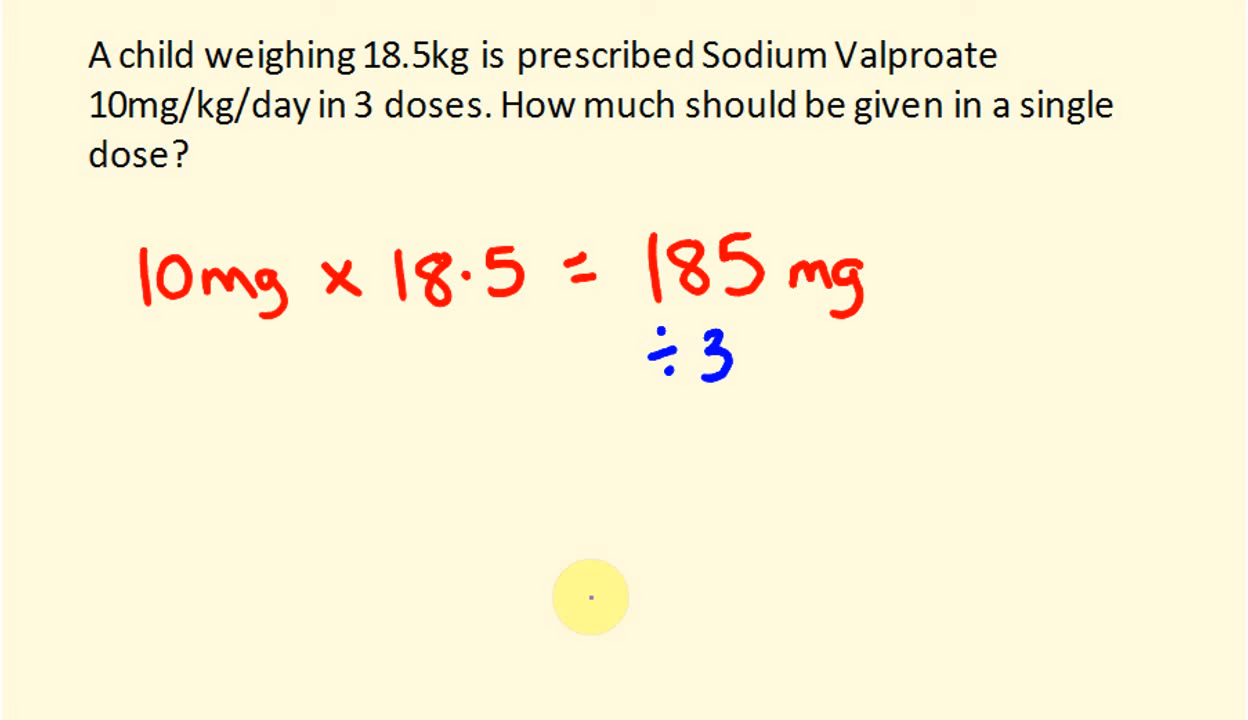 A child weighing 18.5kg is prescribed Sodium Valproate
10mg/kg/day in 3 doses. How much should be given in a single
dose?
10mg × 18.5 = 185 mg
÷ 3